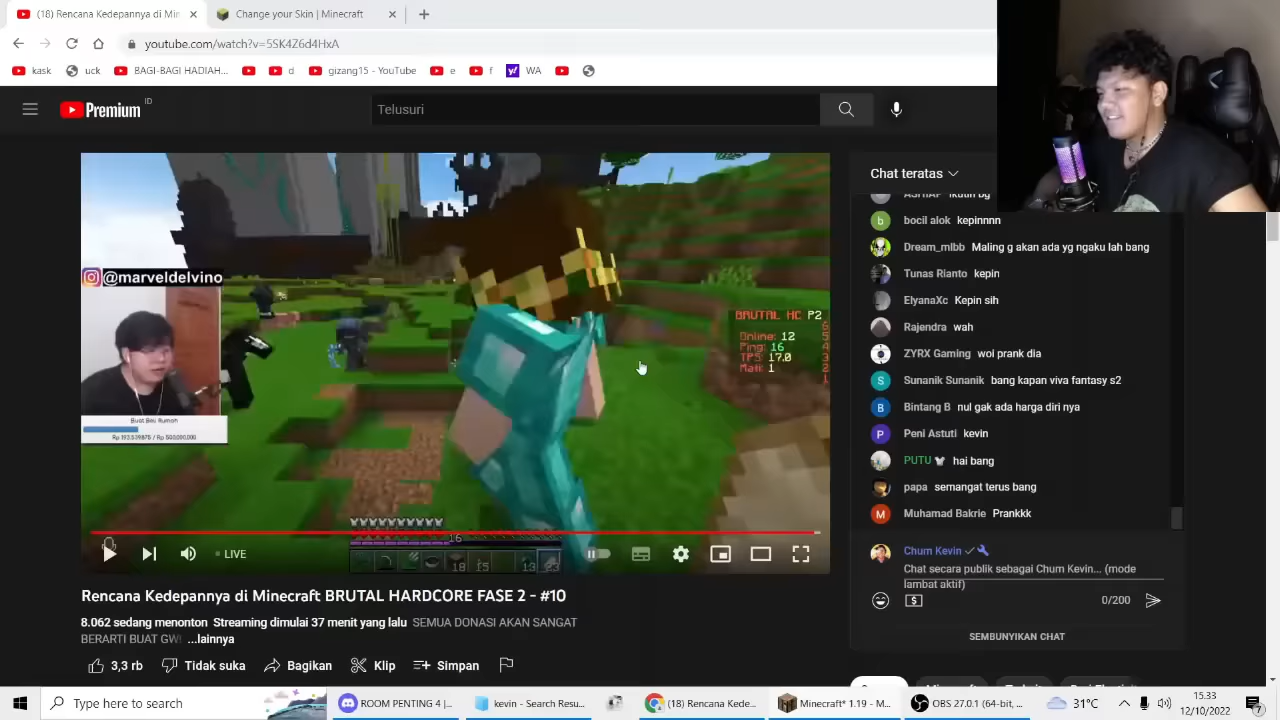 (18) Rencana Kedepannya di Min
Change your Skin | Minecraft
youtube.com/watch?v=5SK4Z6d4HxA
kask
uck
BAGI-BAGI HADIAH...
d
gizang15 - YouTube
e
f
WA
Premium ID
Telusuri
@marveldelvino
Buat Beli Rumah
BRUTAL HC P2
Online: 12
Ping: 16
TPS: 17.0
Mati: 1
16
LIVE
Rencana Kedepannya di Minecraft BRUTAL HARDCORE FASE 2 - #10
8.062 sedang menonton Streaming dimulai 37 menit yang lalu SEMUA DONASI AKAN SANGAT
BERARTI BUAT GW ...lainnya
3,3 rb
Tidak suka
Bagikan
Klip
Simpan
Chat teratas
bocil alok kepinnnn
Dream_mlbb Maling g akan ada yg ngaku lah bang
Tunas Rianto kepin
ElyanaXc Kepin sih
Rajendra wah
ZYRX Gaming woi prank dia
Sunanik Sunanik bang kapan viva fantasy s2
Bintang B nul gak ada harga diri nya
Peni Astuti kevin
PUTU hai bang
papa semangat terus bang
Muhamad Bakrie Prankkk
Chum Kevin
Chat secara publik sebagai Chum Kevin... (mode
lambat aktif)
0/200
SEMBUNYIKAN CHAT
Type here to search
ROOM PENTING 4 |...
kevin - Search Resu...
(18) Rencana Kede...
Minecraft* 1.19 - M...
OBS 27.0.1 (64-bit, ...
31°C
15.33
12/10/2022
7